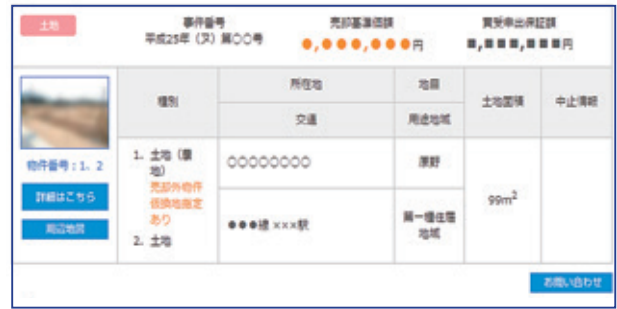 土地
事件番号
平成25年（ヌ）第〇〇号
売却基準価額
●,●●●,●●●円
買受申出保証額
■,■■■,■■■円
種別
所在地
地目
土地面積
中止情報
交通
用途地域
物件番号：1、2
詳細はこちら
周辺地図
1. 土地（農
地）
売却外物件
仮換地指定
あり
2. 土地
〇〇〇〇〇〇〇〇
原野
●●●線 ×××駅
第一種住居
地域
99m²
お問い合わせ